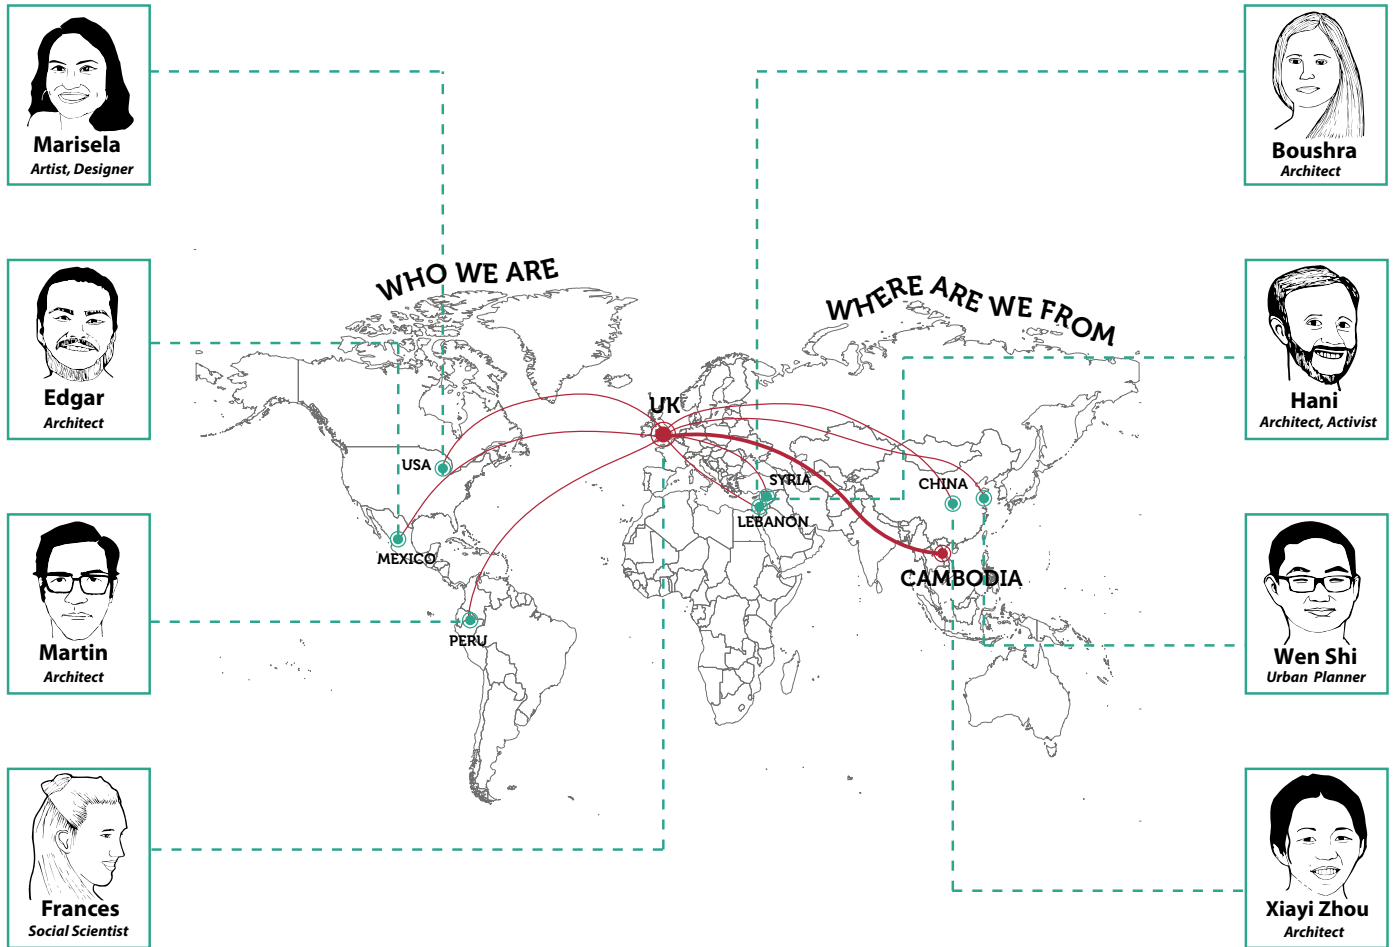 WHO WE ARE
WHERE ARE WE FROM
Marisela
Artist, Designer
Edgar
Architect
Martin
Architect
Frances
Social Scientist
UK
USA
MEXICO
PERU
SYRIA
LEBANON
CHINA
CAMBODIA
Boushra
Architect
Hani
Architect, Activist
Wen Shi
Urban Planner
Xiayi Zhou
Architect